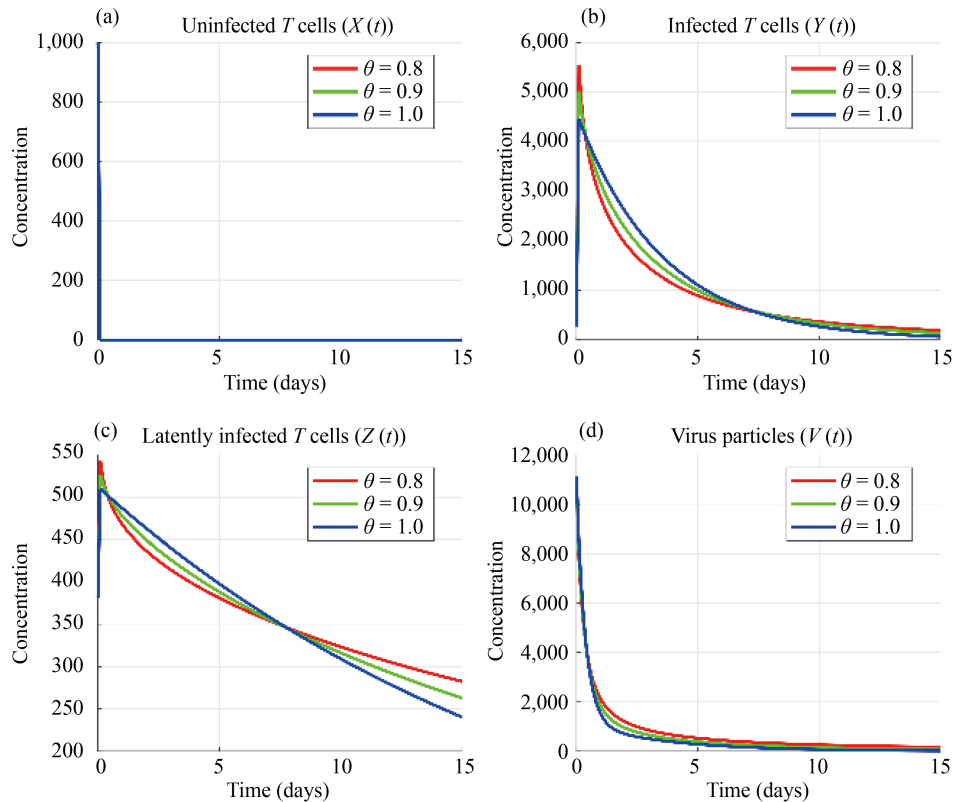 (a)
Uninfected T cells (X (t))
1,000
800
600
400
200
0
Concentration
θ = 0.8
θ = 0.9
θ = 1.0
0 5 10 15
Time (days)
(b)
Infected T cells (Y (t))
6,000
5,000
4,000
3,000
2,000
1,000
0
Concentration
θ = 0.8
θ = 0.9
θ = 1.0
0 5 10 15
Time (days)
(c)
Latently infected T cells (Z (t))
550
500
450
400
350
300
250
200
Concentration
θ = 0.8
θ = 0.9
θ = 1.0
0 5 10 15
Time (days)
(d)
Virus particles (V (t))
12,000
10,000
8,000
6,000
4,000
2,000
0
Concentration
θ = 0.8
θ = 0.9
θ = 1.0
0 5 10 15
Time (days)